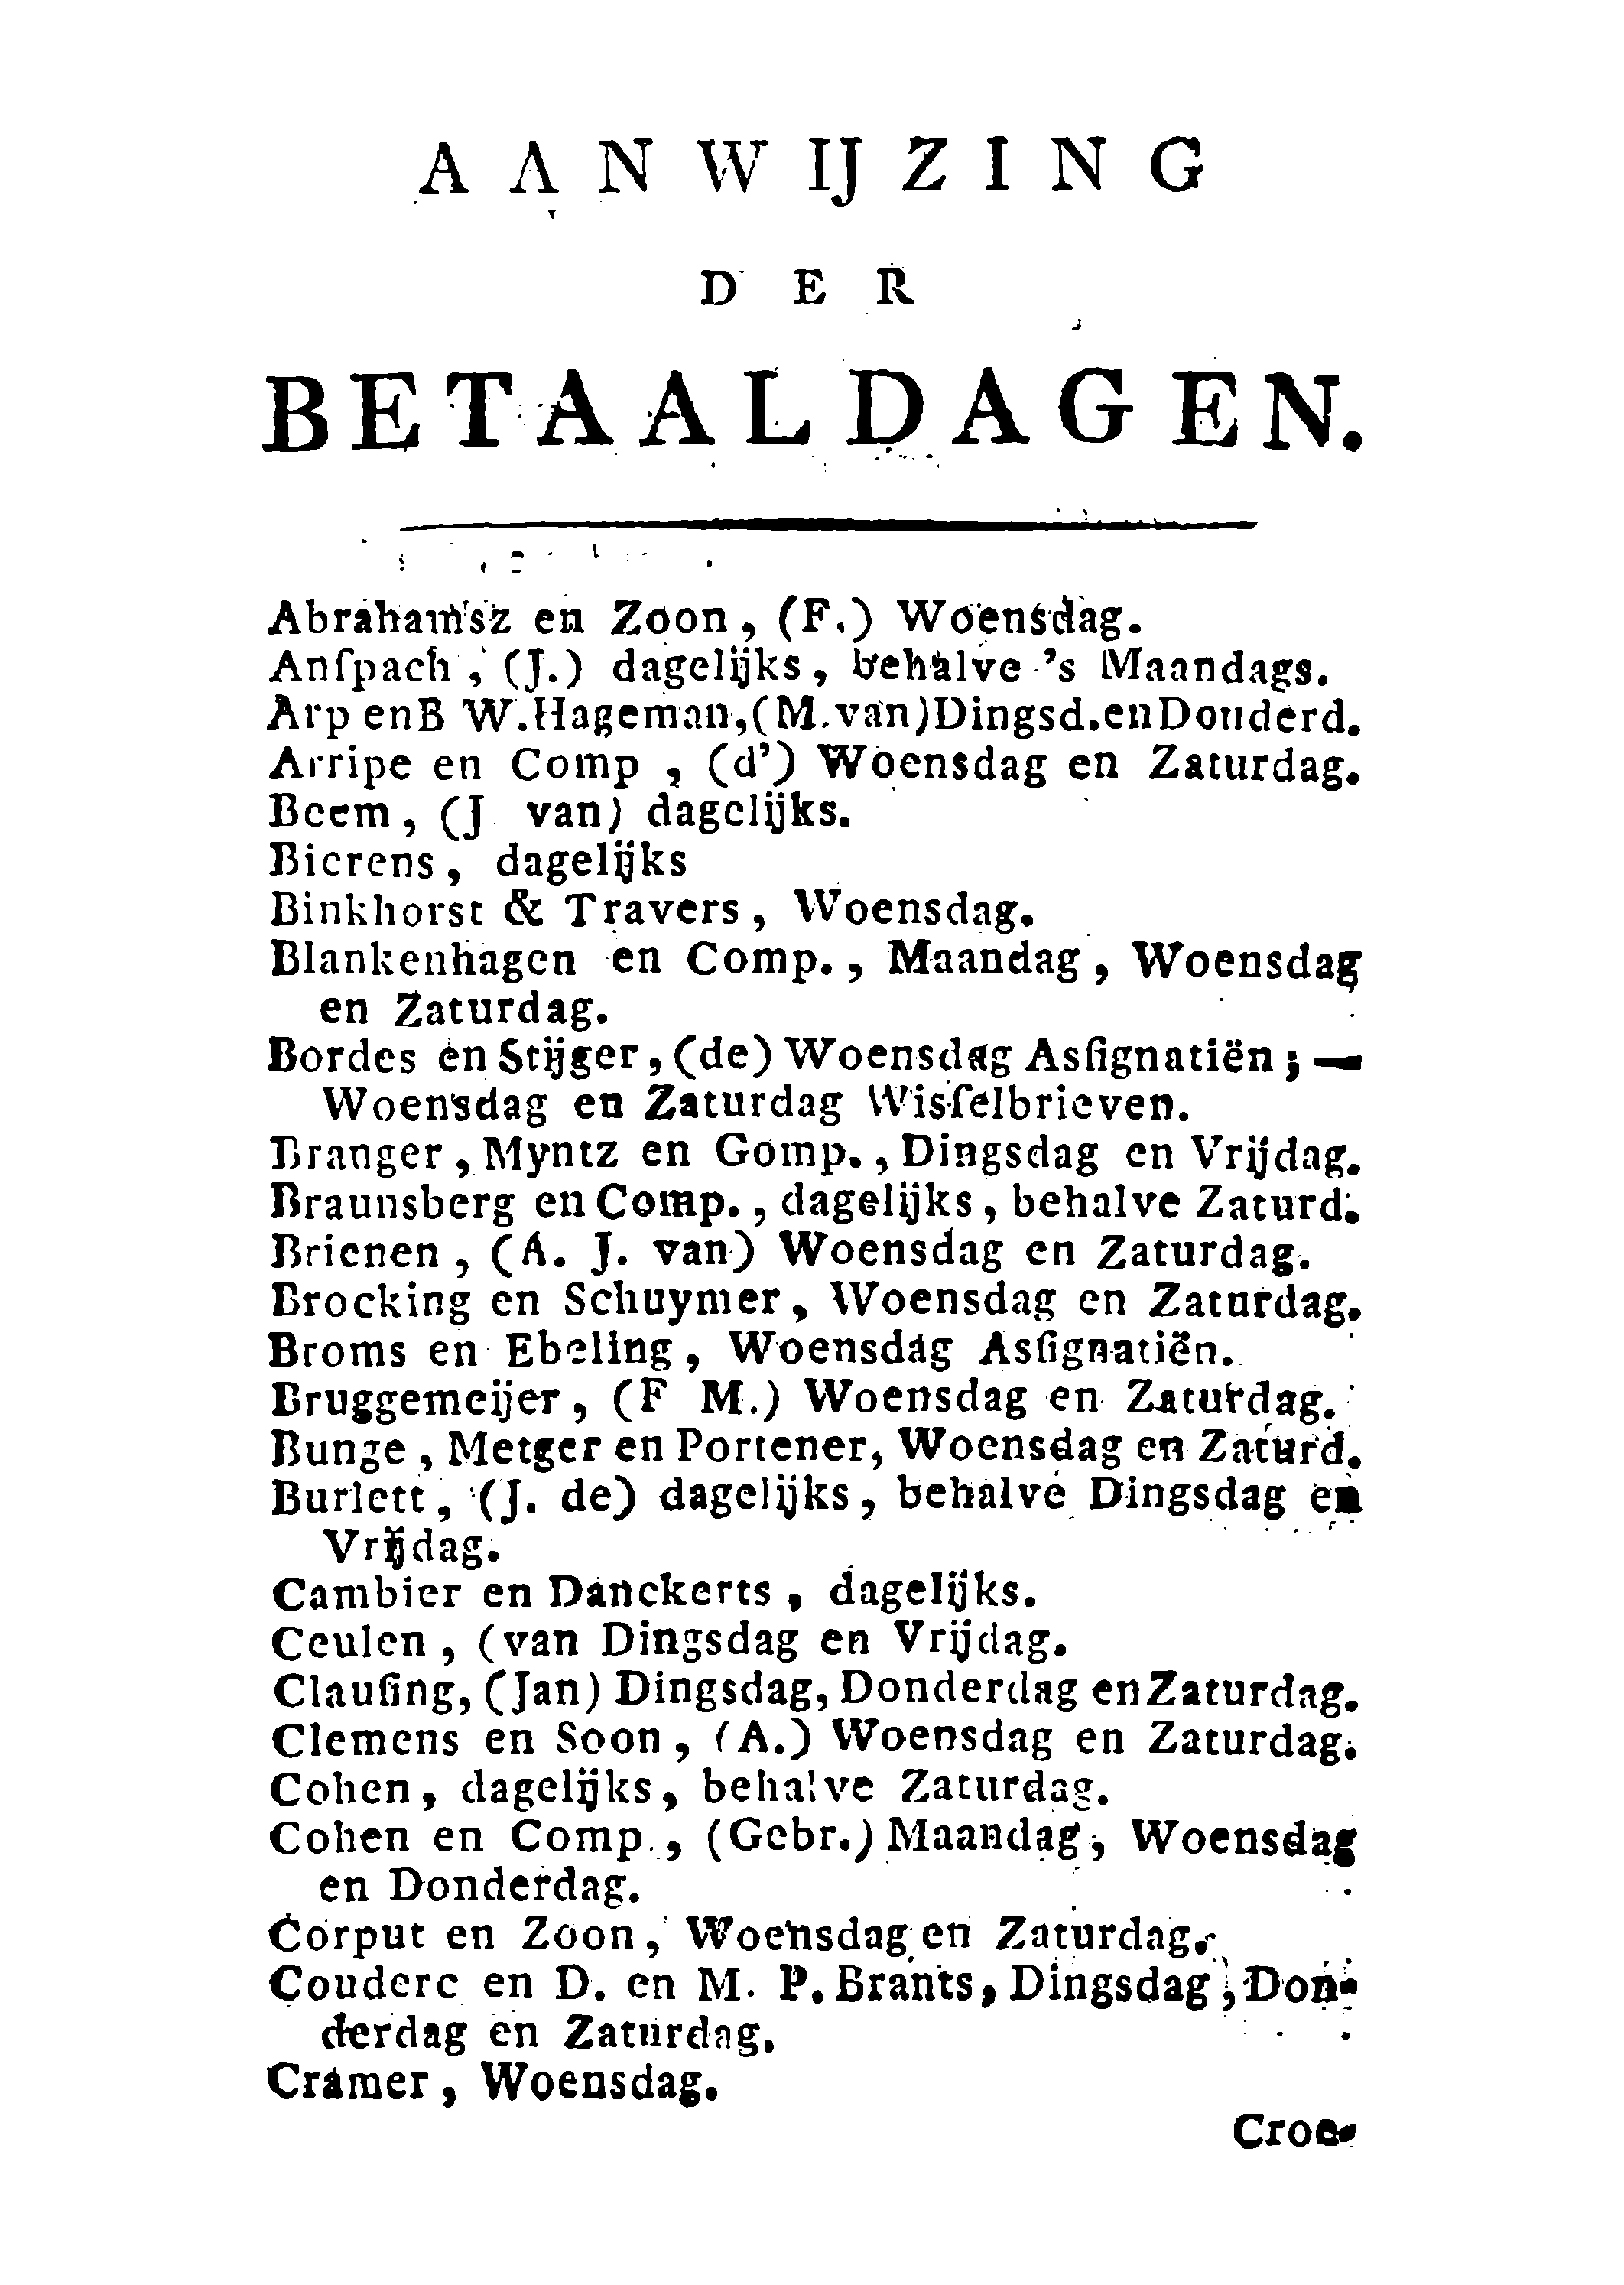 AANWIJZING
DER
BETAALDAGEN.
Abrahamsz en Zoon, (F.) Woensdag.
Anſpach, (J.) dagelijks, behalve 's Maandags.
Arp en B W. Hageman, (M. van) Dingsd. en Donderd.
Arripe en Comp, (d') Woensdag en Zaturdag.
Beem, (J van) dagelijks.
Bierens, dagelijks
Binkhorst & Travers, Woensdag.
Blankenhagen en Comp., Maandag, Woensdag
en Zaturdag.
Bordes en Stijger, (de) Woensdag Asſignatiën; —
Woensdag en Zaturdag Wisſelbrieven.
Branger, Myntz en Gomp., Dingsdag en Vrijdag.
Braunsberg en Comp., dagelijks, behalve Zaturd.
Brienen, (A. J. van) Woensdag en Zaturdag.
Brocking en Schuymer, Woensdag en Zaturdag.
Broms en Ebeling, Woensdag Asſignatiën.
Bruggemeijer, (F M.) Woensdag en Zaturdag.
Bunge, Metger en Portener, Woensdag en Zaturd.
Burlett, (J. de) dagelijks, behalve Dingsdag en
Vrijdag.
Cambier en Danckerts, dagelijks.
Ceulen, (van Dingsdag en Vrijdag.
Clauſing, (Jan) Dingsdag, Donderdag en Zaturdag.
Clemens en Soon, (A.) Woensdag en Zaturdag.
Cohen, dagelijks, behalve Zaturdag.
Cohen en Comp., (Gebr.) Maandag, Woensdag
en Donderdag.
Corput en Zoon, Woensdag en Zaturdag.
Couderc en D. en M. P. Brants, Dingsdag, Don-
derdag en Zaturdag.
Cramer, Woensdag.
Croe-